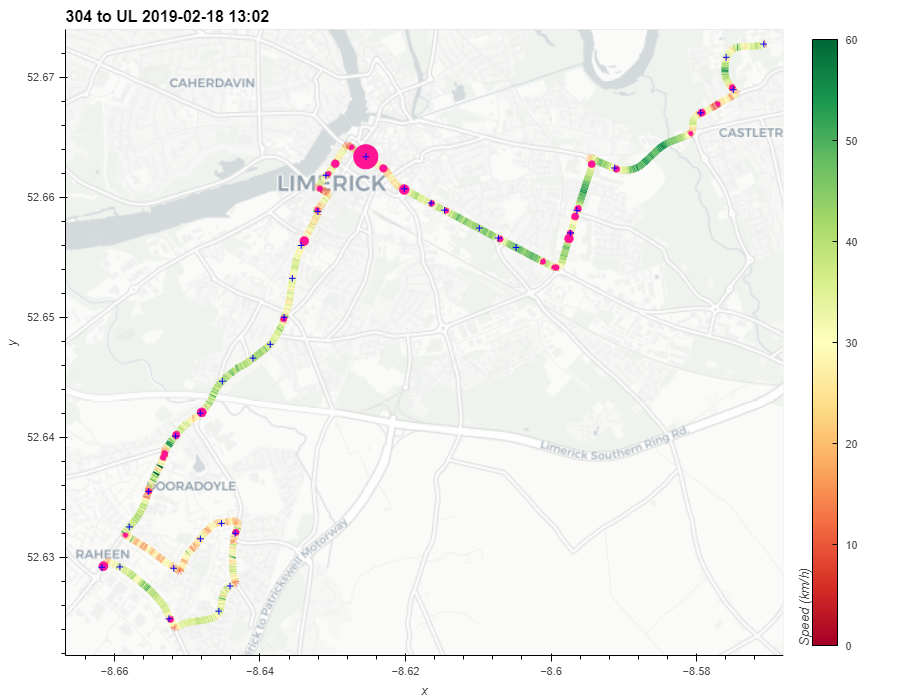 304 to UL 2019-02-18 13:02
CAHERDAVIN
CASTLETR
LIMERICK
OORADOYLE
RAHEEN
Limerick Southern Ring Rd.
rick to Patrickswell Motorway
52.67
52.66
52.65
52.64
52.63
y
−8.66
−8.64
−8.62
−8.6
−8.58
x
60
50
40
30
20
10
0
Speed (km/h)